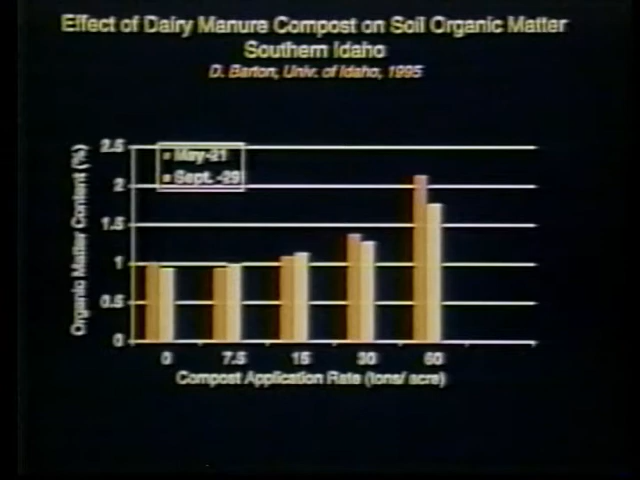 Effect of Dairy Manure Compost on Soil Organic Matter
Southern Idaho
D. Barton, Univ. of Idaho, 1995
Organic Matter Content (%)
2.5
2
1.5
1
0.5
0
May-21
Sept. -29
0
7.5
15
30
60
Compost Application Rate (tons/ acre)